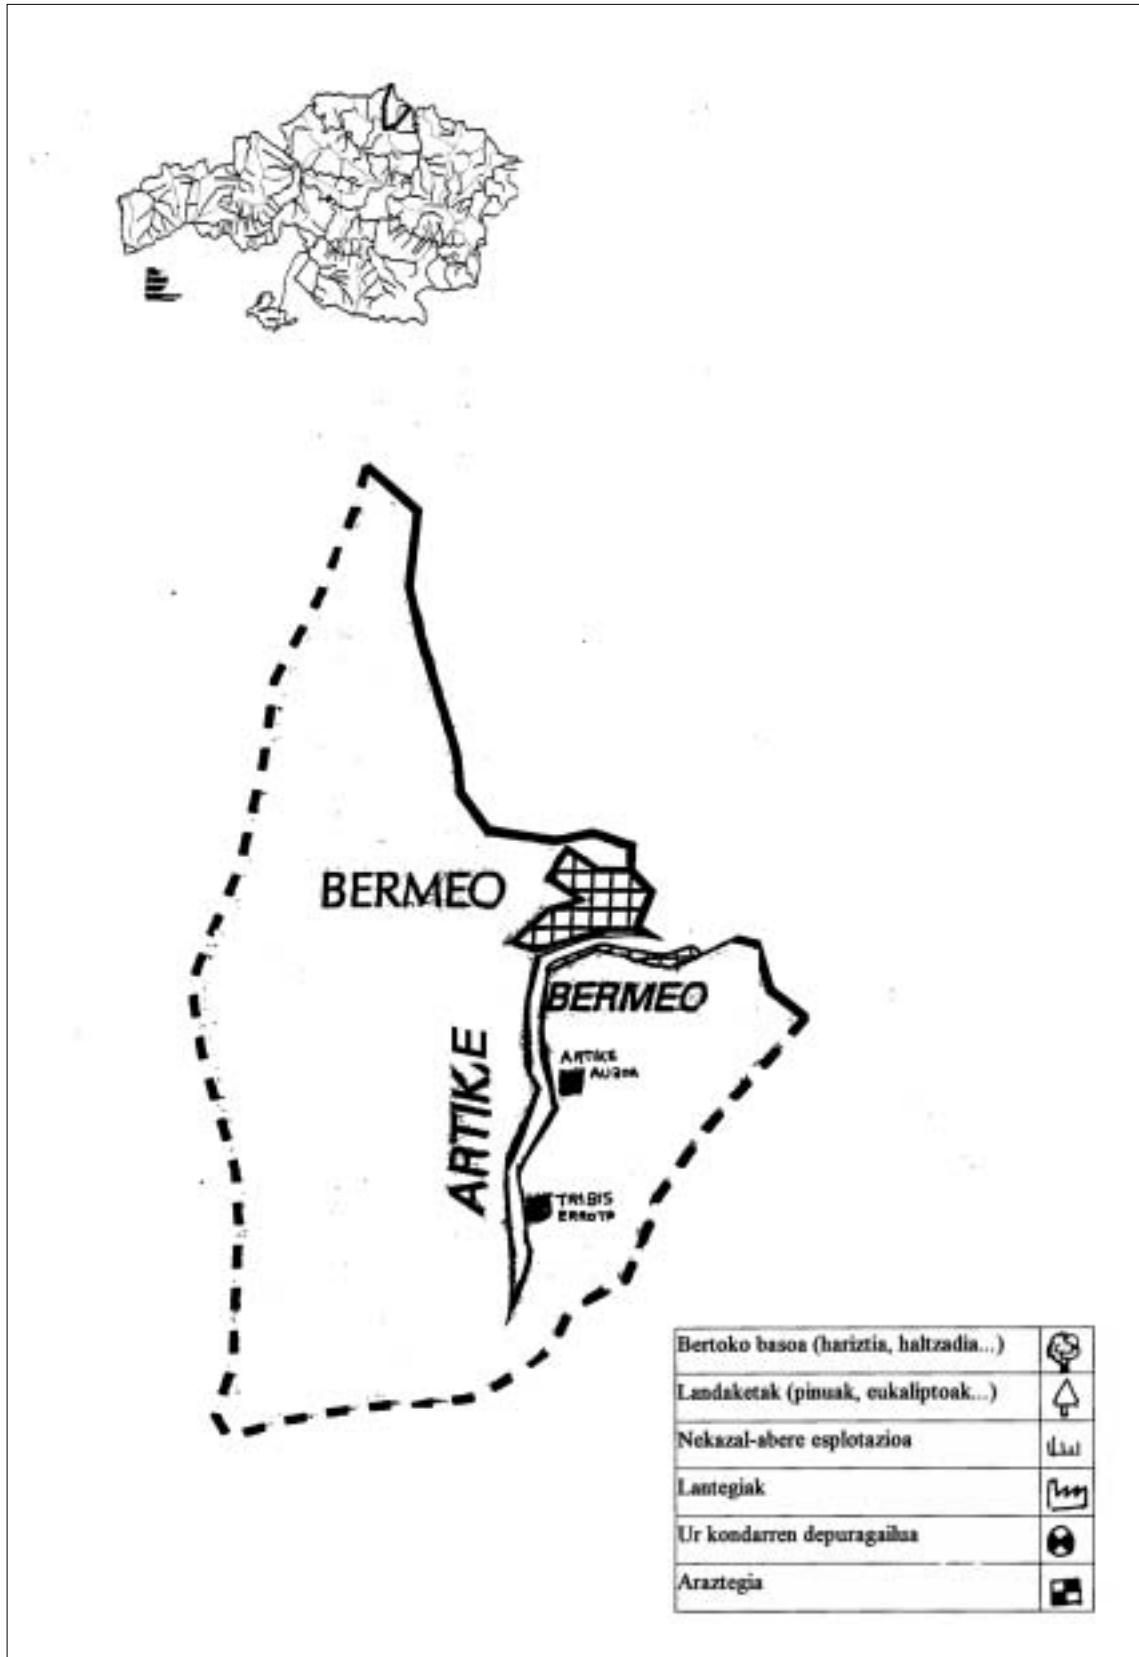 BERMEO
BERMEO
ARTIKE
ARTIKE
AUZOA
ERROTA
Bertoko basoa (hariztia, haltzadia...)
Landaketak (pinuak, eukaliptoak...)
Nekazal-abere esplotazioa
Lantegiak
Ur kondarren depuragailua
Araztegia